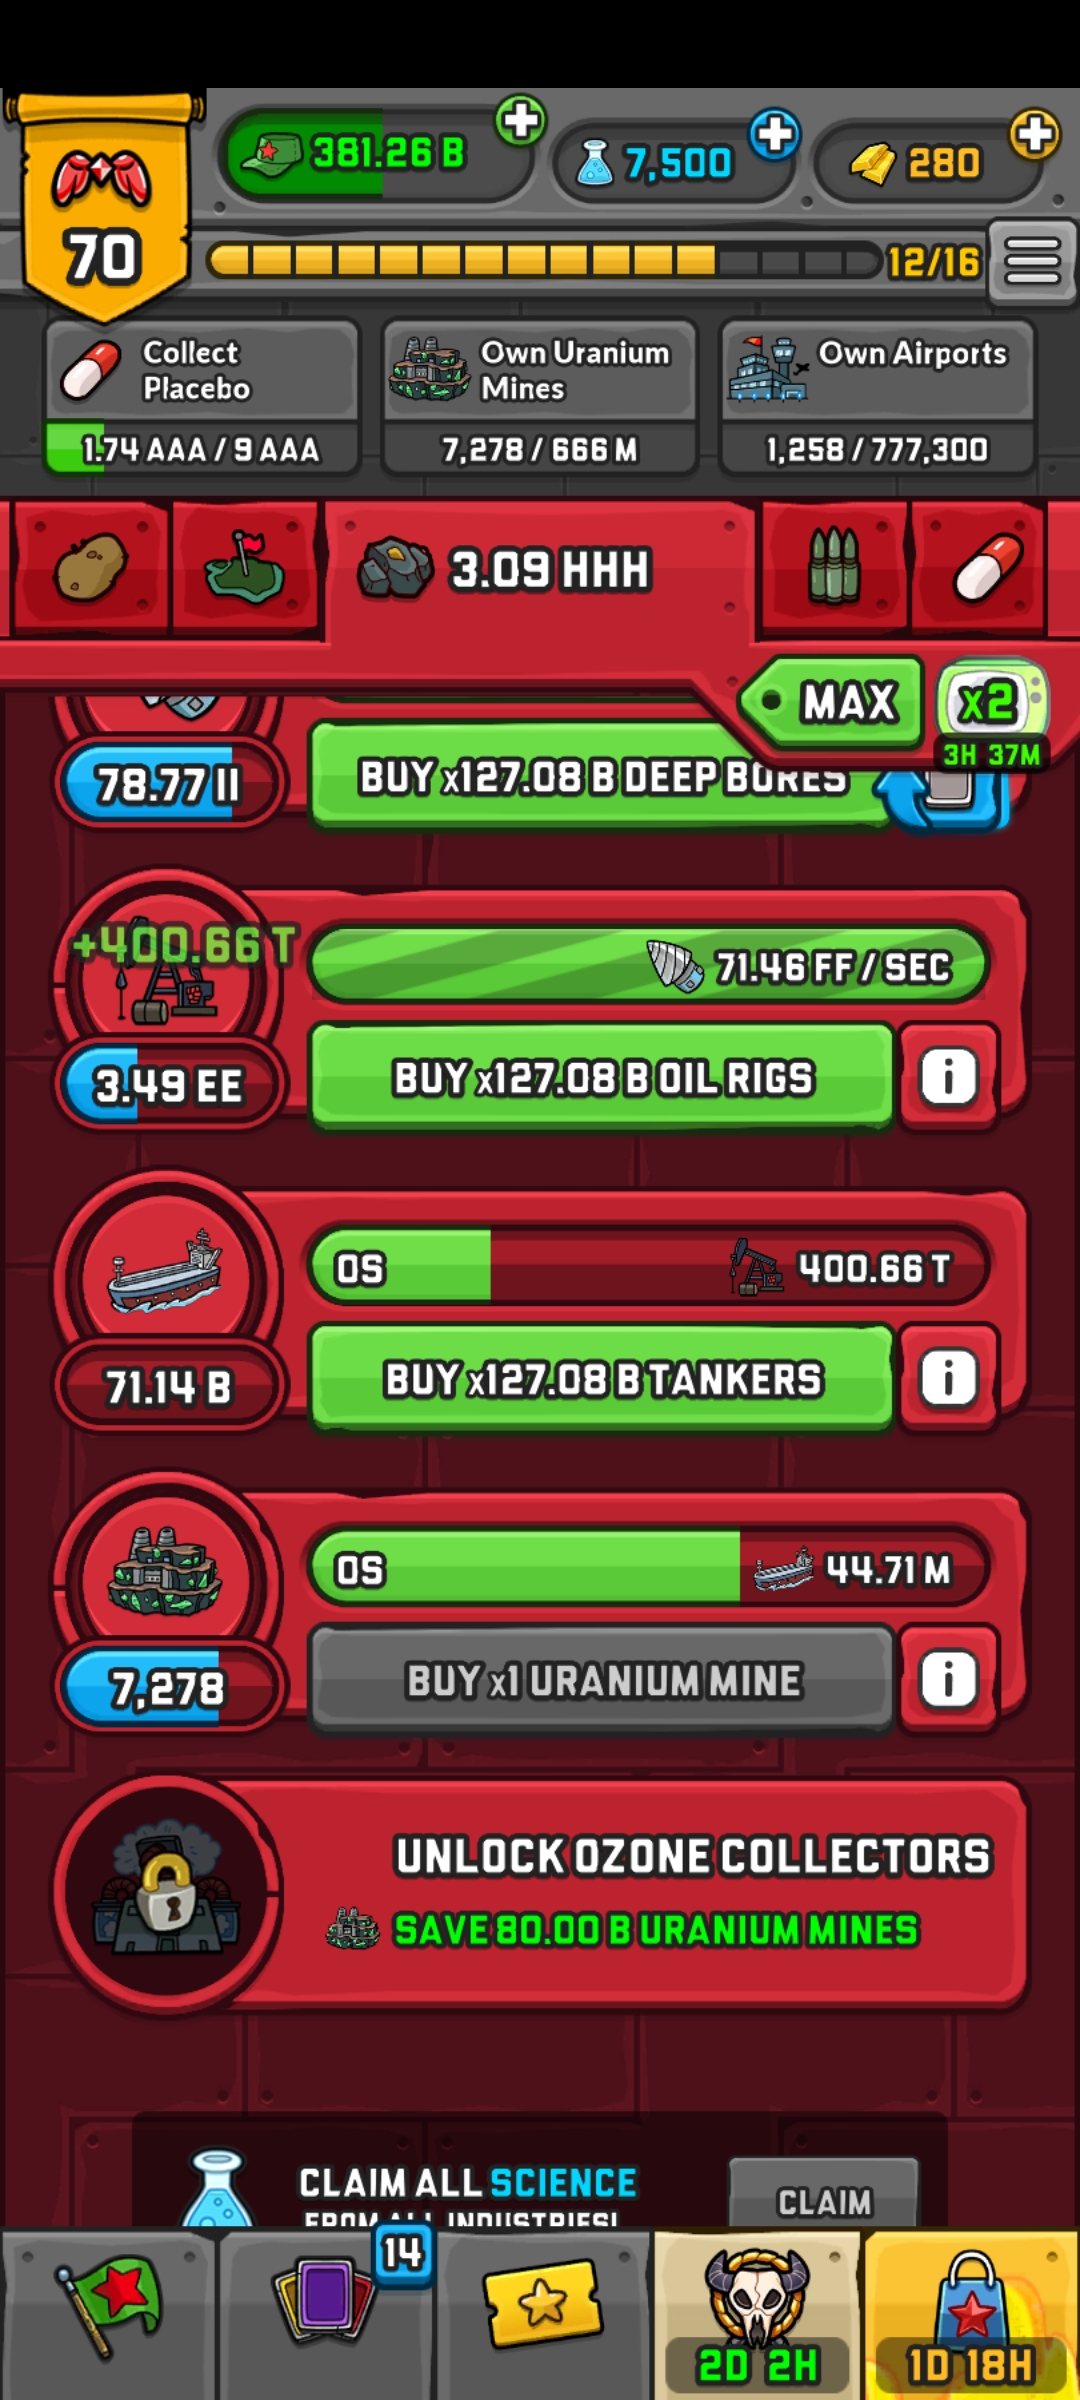 381.26 B
7,500
280
70
12/16
Collect
Placebo
1.74 AAA / 9 AAA
Own Uranium
Mines
7,278 / 666 M
Own Airports
1,258 / 777,300
3.09 HHH
MAX
x2
3H 37M
78.77 II
BUY x127.08 B DEEP BORES
+400.66 T
71.46 FF / SEC
3.49 EE
BUY x127.08 B OIL RIGS
i
0S
400.66 T
71.14 B
BUY x127.08 B TANKERS
i
0S
44.71 M
7,278
BUY x1 URANIUM MINE
i
UNLOCK OZONE COLLECTORS
SAVE 80.00 B URANIUM MINES
CLAIM ALL SCIENCE
FROM ALL INDUSTRIES!
CLAIM
14
2D 2H
1D 18H